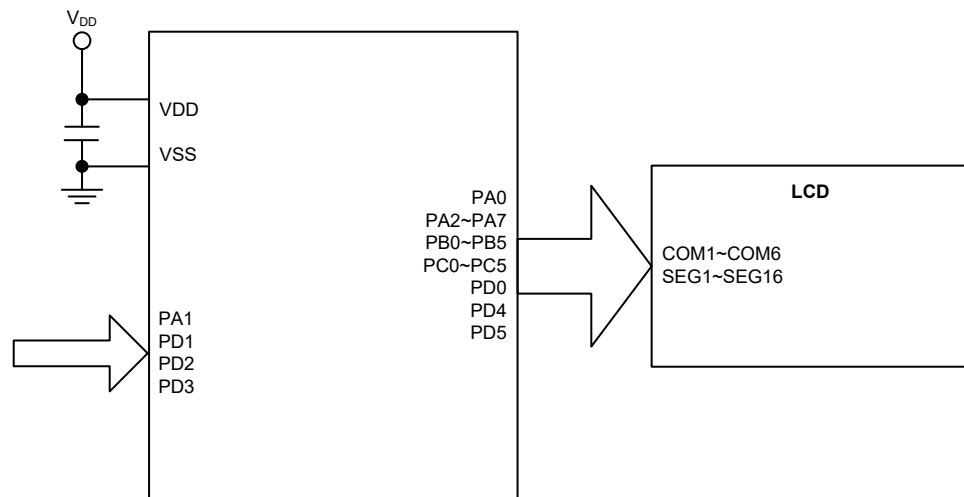 VDD
VDD
VSS
PA0
PA2~PA7
PB0~PB5
PC0~PC5
PD0
PD4
PD5
PA1
PD1
PD2
PD3
LCD
COM1~COM6
SEG1~SEG16